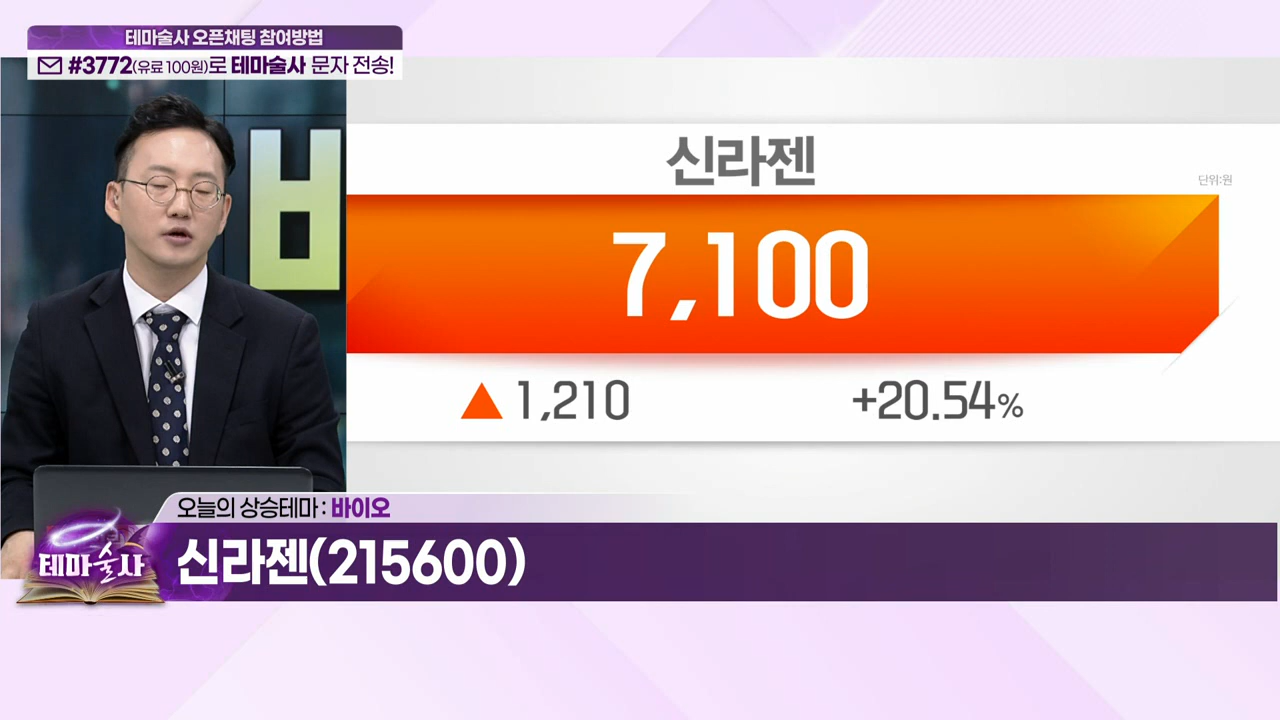 테마술사 오픈채팅 참여방법
#3772(유료 100원)로 테마술사 문자 전송!
신라젠
단위:원
7,100
▲ 1,210
+20.54%
오늘의 상승테마 : 바이오
테마술사
신라젠(215600)